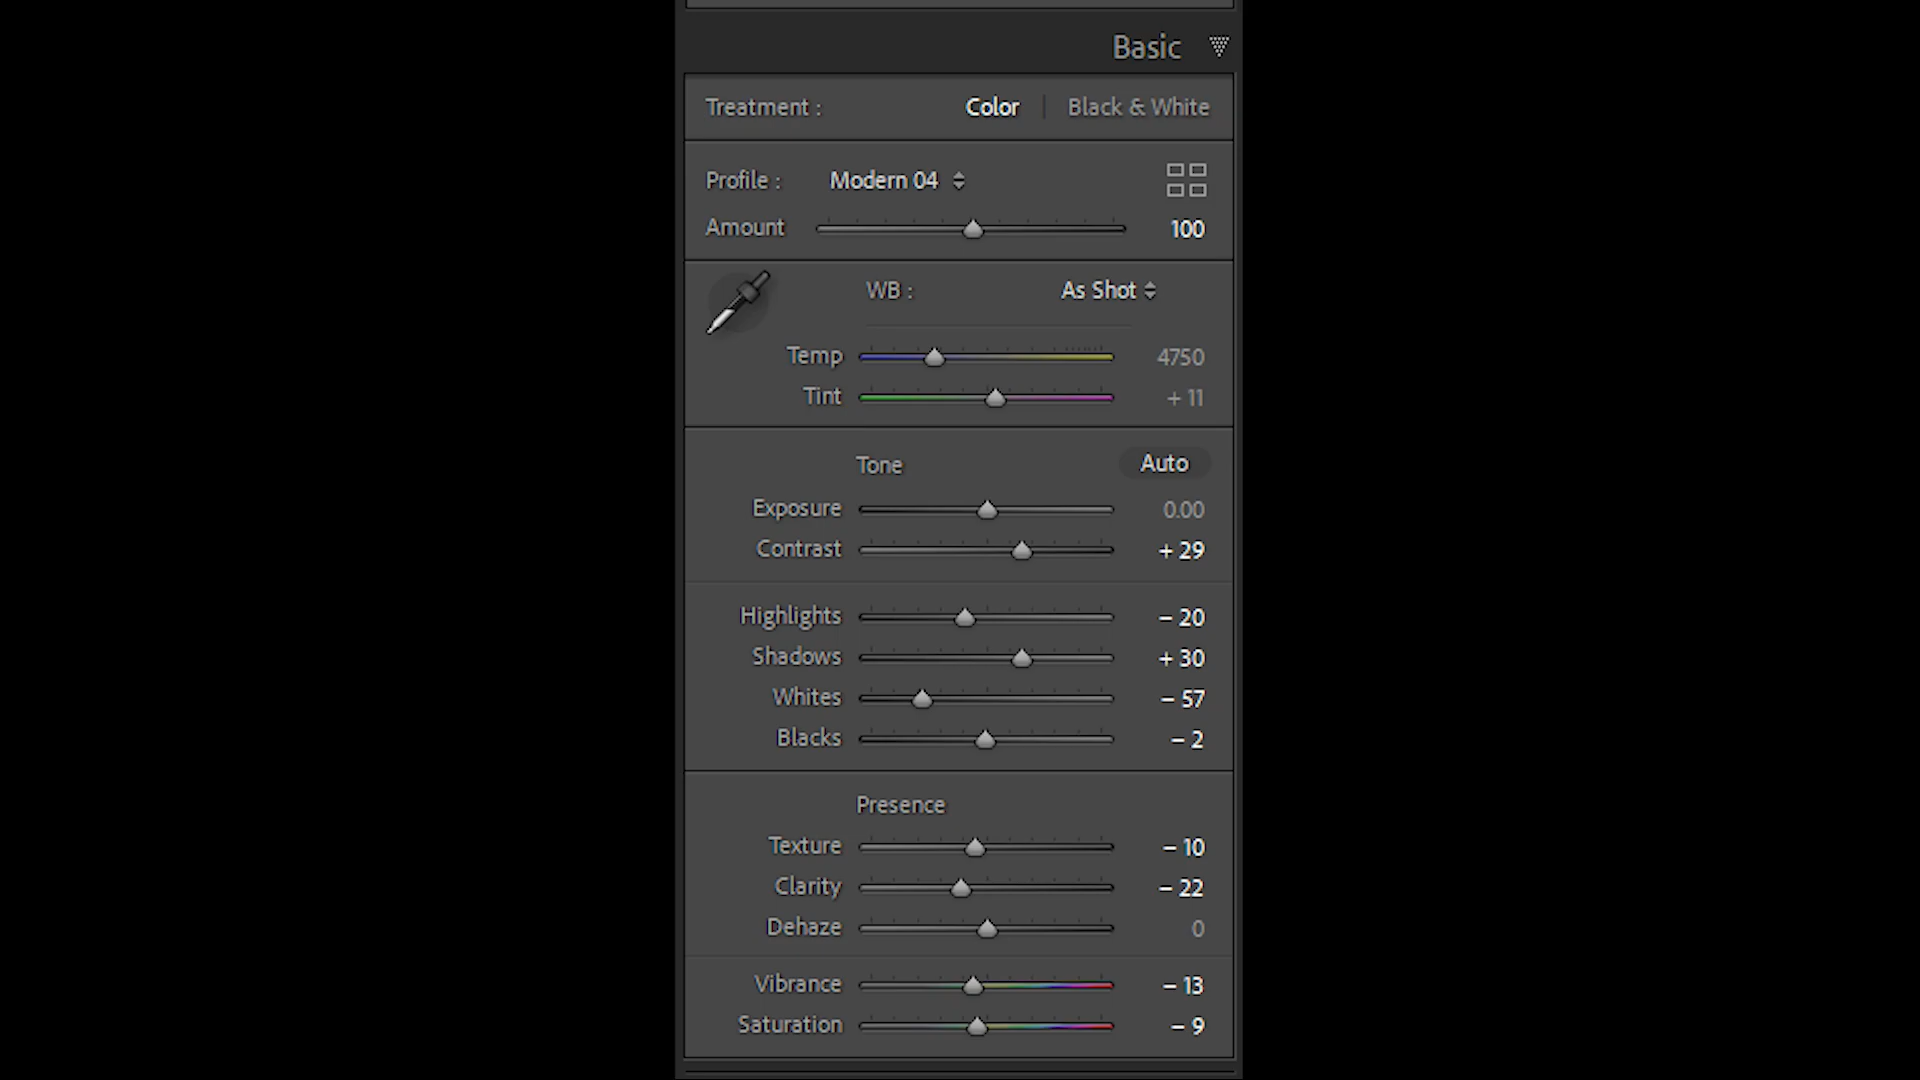 Basic
Treatment : Color Black & White
Profile : Modern 04
Amount 100
WB : As Shot
Temp 4750
Tint + 11
Tone Auto
Exposure 0.00
Contrast + 29
Highlights – 20
Shadows + 30
Whites – 57
Blacks – 2
Presence
Texture – 10
Clarity – 22
Dehaze 0
Vibrance – 13
Saturation – 9